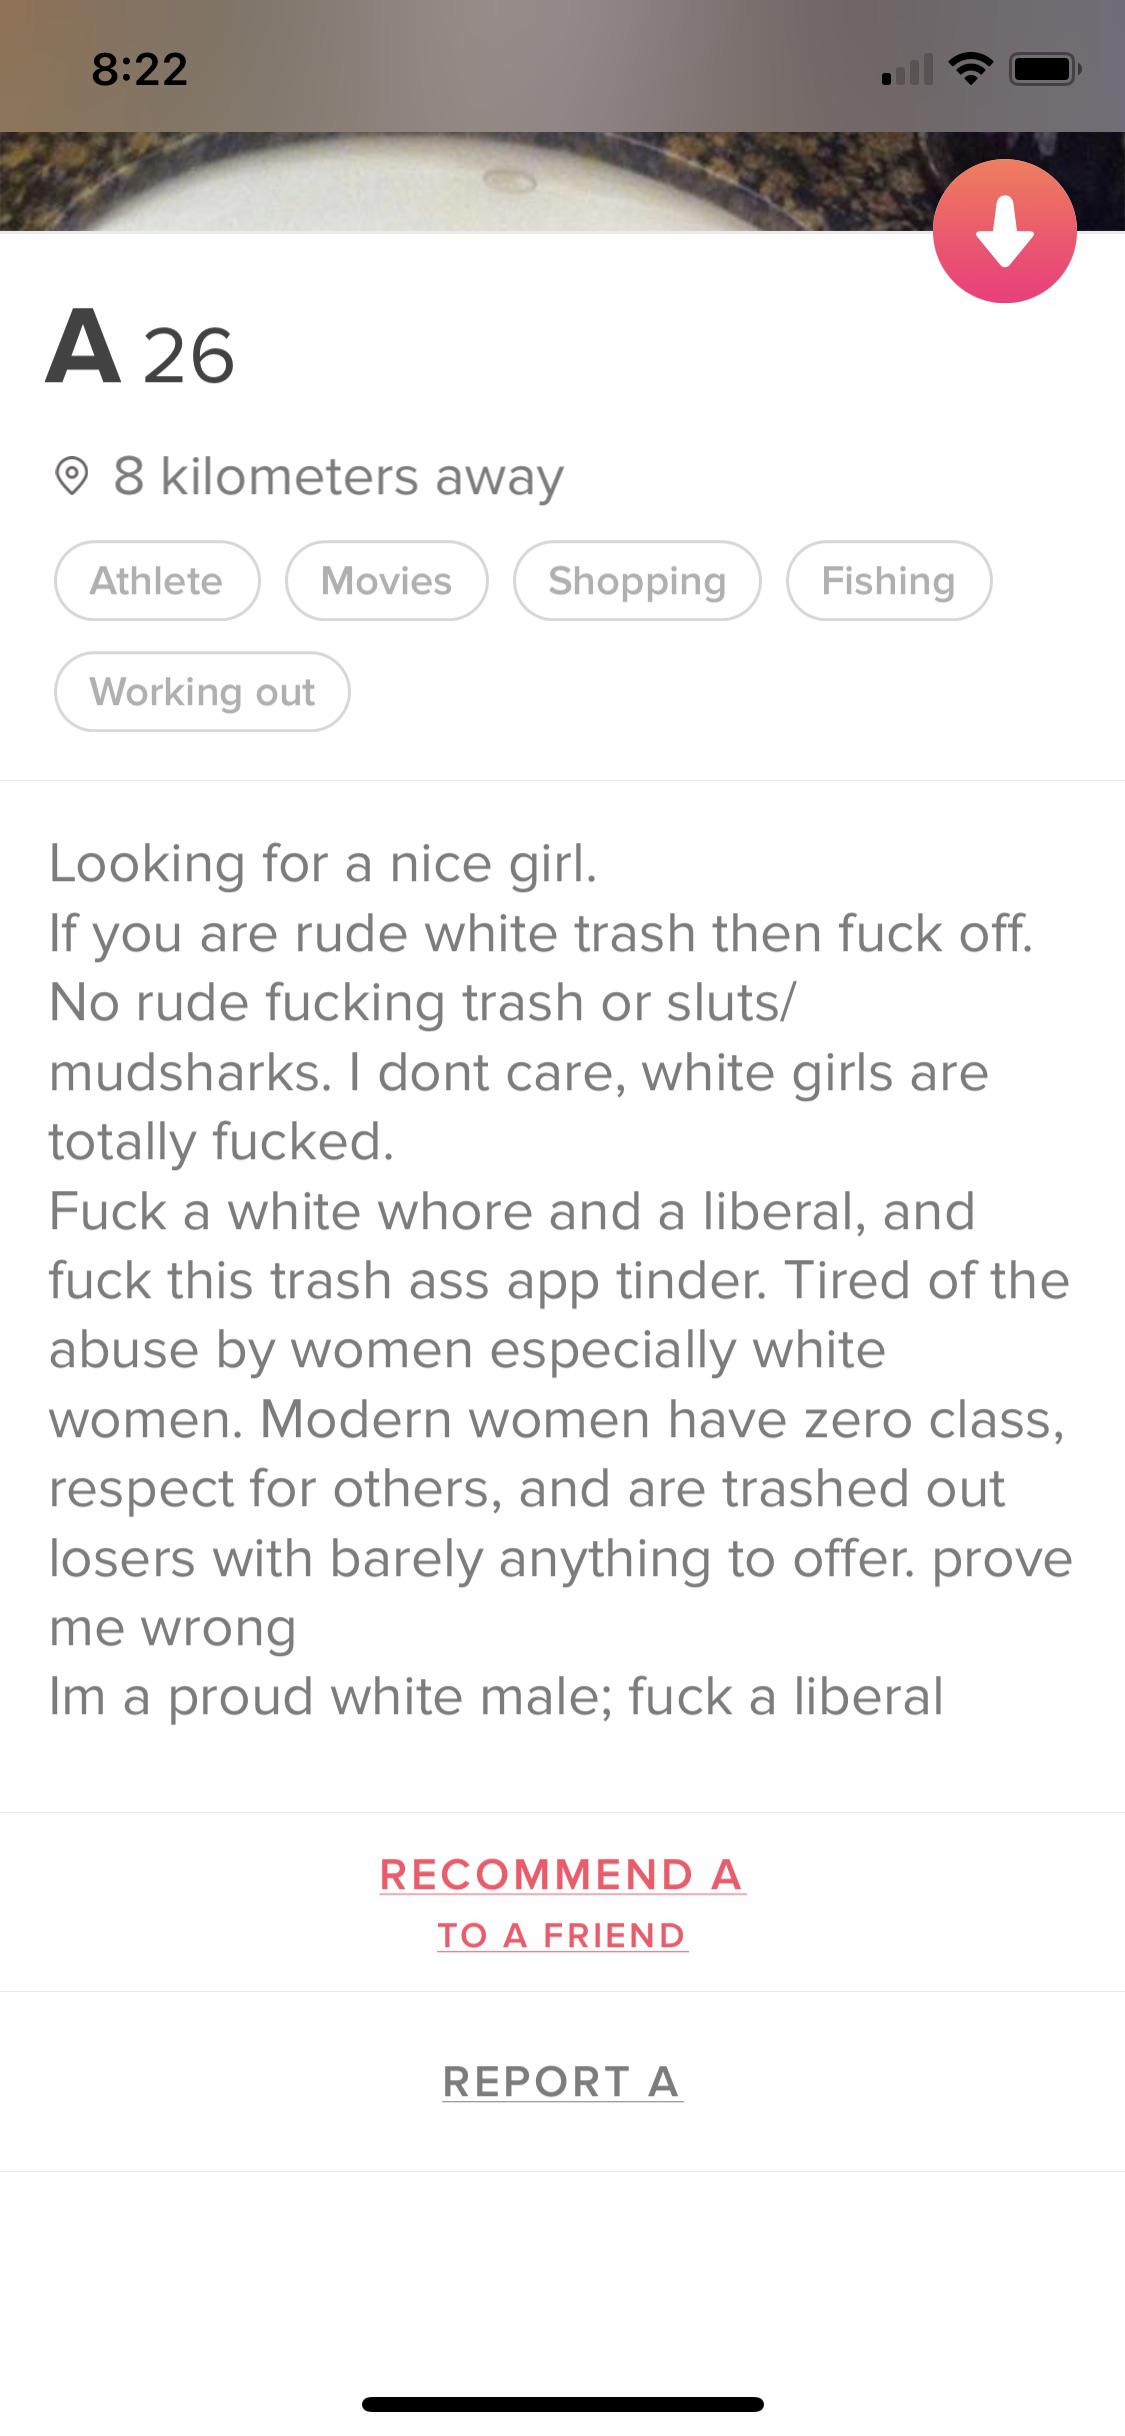 8:22
A 26
8 kilometers away
Athlete
Movies
Shopping
Fishing
Working out
Looking for a nice girl.
If you are rude white trash then fuck off.
No rude fucking trash or sluts/
mudsharks. I dont care, white girls are
totally fucked.
Fuck a white whore and a liberal, and
fuck this trash ass app tinder. Tired of the
abuse by women especially white
women. Modern women have zero class,
respect for others, and are trashed out
losers with barely anything to offer. prove
me wrong
Im a proud white male; fuck a liberal
RECOMMEND A
TO A FRIEND
REPORT A